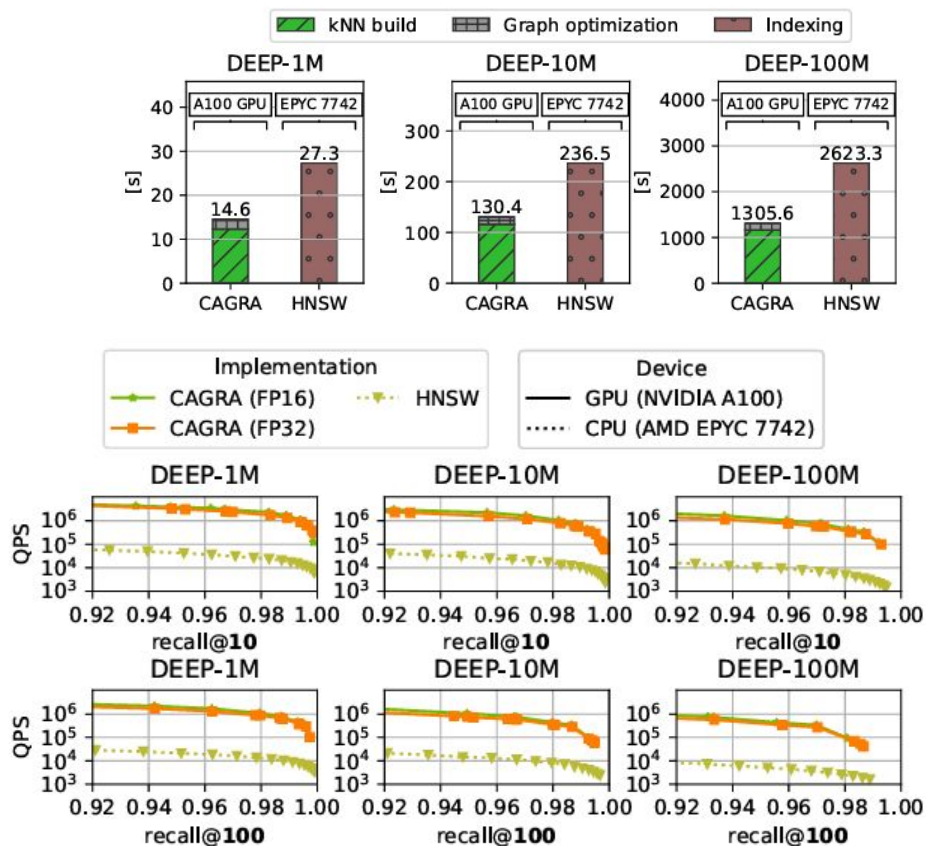 kNN build Graph optimization Indexing
DEEP-1M DEEP-10M DEEP-100M
[s] 40 30 20 10 0
A100 GPU EPYC 7742
14.6 27.3
CAGRA HNSW
[s] 300 200 100 0
A100 GPU EPYC 7742
130.4 236.5
CAGRA HNSW
[s] 4000 3000 2000 1000 0
A100 GPU EPYC 7742
1305.6 2623.3
CAGRA HNSW
Implementation
CAGRA (FP16) HNSW
CAGRA (FP32)
Device
GPU (NVIDIA A100)
CPU (AMD EPYC 7742)
DEEP-1M DEEP-10M DEEP-100M
QPS
10⁶ 10⁶ 10⁶
10⁵ 10⁵ 10⁵
10⁴ 10⁴ 10⁴
10³ 10³ 10³
0.92 0.94 0.96 0.98 1.00 0.92 0.94 0.96 0.98 1.00 0.92 0.94 0.96 0.98 1.00
recall@10 recall@10 recall@10
DEEP-1M DEEP-10M DEEP-100M
QPS
10⁶ 10⁶ 10⁶
10⁵ 10⁵ 10⁵
10⁴ 10⁴ 10⁴
10³ 10³ 10³
0.92 0.94 0.96 0.98 1.00 0.92 0.94 0.96 0.98 1.00 0.92 0.94 0.96 0.98 1.00
recall@100 recall@100 recall@100